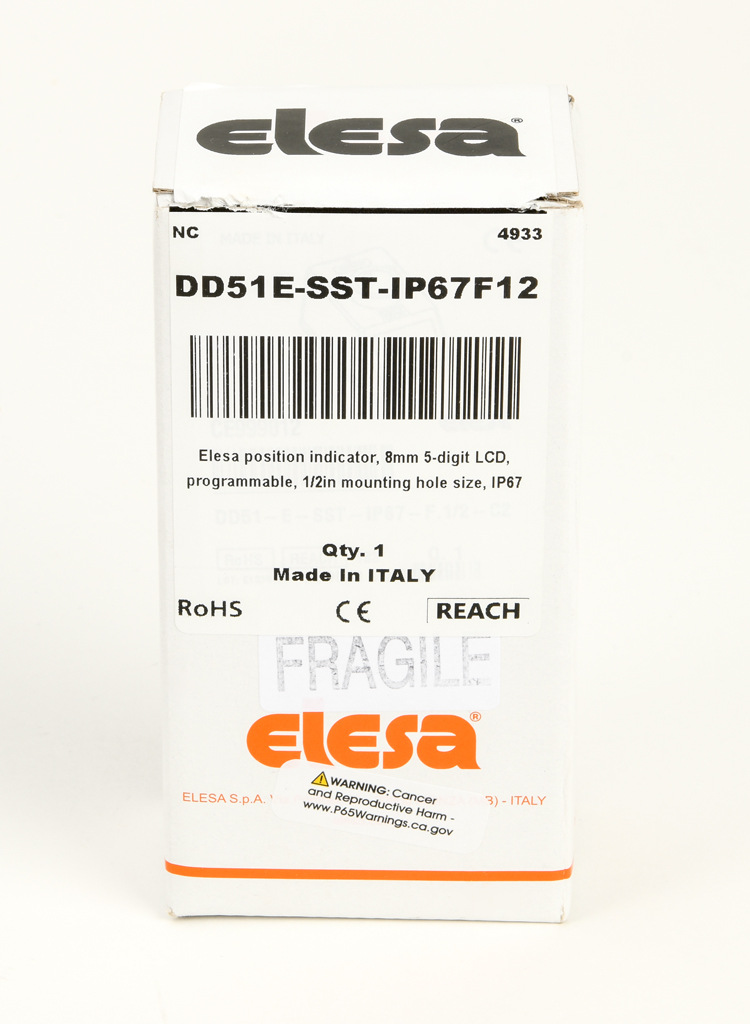 elesa®
NC 4933
DD51E-SST-IP67F12
Elesa position indicator, 8mm 5-digit LCD,
programmable, 1/2in mounting hole size, IP67
Qty. 1
Made In ITALY
RoHS CE REACH
FRAGILE
elesa®
ELESA S.p.A. - ITALY
WARNING: Cancer
and Reproductive Harm -
www.P65Warnings.ca.gov